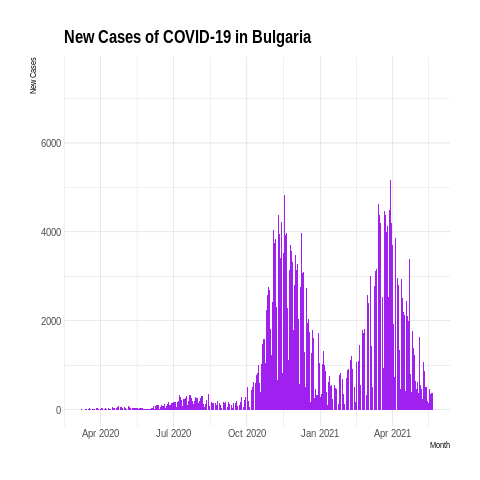 New Cases of COVID-19 in Bulgaria
New Cases
6000
4000
2000
0
Apr 2020 Jul 2020 Oct 2020 Jan 2021 Apr 2021
Month